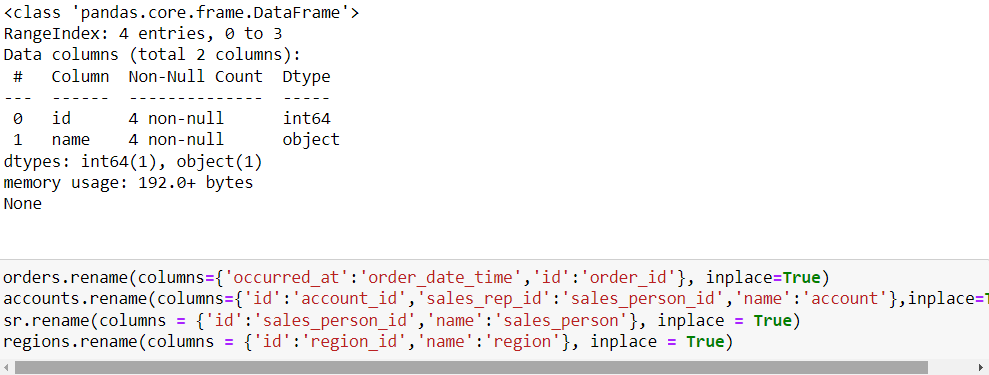 <class 'pandas.core.frame.DataFrame'>
RangeIndex: 4 entries, 0 to 3
Data columns (total 2 columns):
 #   Column  Non-Null Count  Dtype
---  ------  --------------  -----
 0   id      4 non-null      int64
 1   name    4 non-null      object
dtypes: int64(1), object(1)
memory usage: 192.0+ bytes
None
orders.rename(columns={'occurred_at':'order_date_time','id':'order_id'}, inplace=True)
accounts.rename(columns={'id':'account_id','sales_rep_id':'sales_person_id','name':'account'},inplace=
sr.rename(columns = {'id':'sales_person_id','name':'sales_person'}, inplace = True)
regions.rename(columns = {'id':'region_id','name':'region'}, inplace = True)